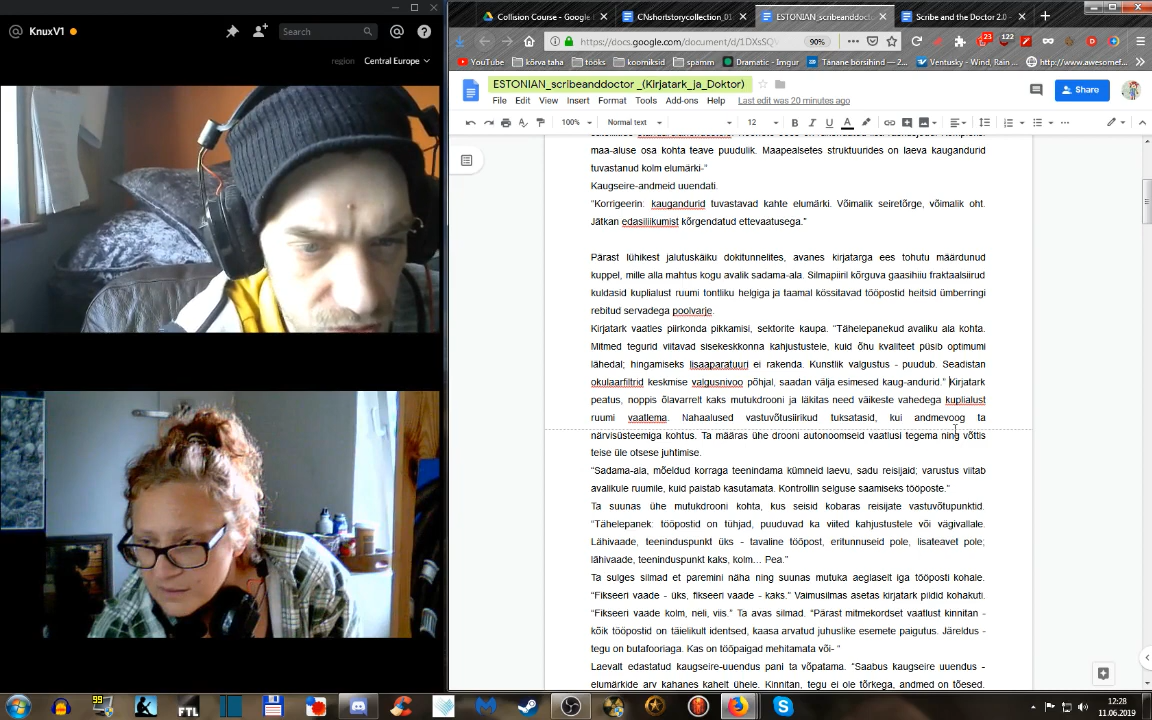 KnuxV1
Search
region Central Europe
Collision Course - Google
CNshortstorycollection_01
ESTONIAN_scribeanddocto
Scribe and the Doctor 2.0 -
https://docs.google.com/document/d/1DXsSQV
90%
23
122
YouTube
kõrva taha
tööks
koomiksid
spämm
Dramatic - Imgur
Tänane börsihind — 2...
Ventusky - Wind, Rain ...
http://www.awesomef...
ESTONIAN_scribeanddoctor _(Kirjatark_ja_Doktor)
File Edit View Insert Format Tools Add-ons Help Last edit was 20 minutes ago
Share
100% Normal text 12 B I U A
maa-aluse osa kohta teave puudulik. Maapealsetes struktuurides on laeva kaugandurid
tuvastanud kolm elumärki-”
Kaugseire-andmeid uuendati.
“Korrigeerin: kaugandurid tuvastavad kahte elumärki. Võimalik seiretõrge, võimalik oht.
Jätkan edasiliikumist kõrgendatud ettevaatusega.”
Pärast lühikest jalutuskäiku dokitunnelites, avanes kirjatarga ees tohutu määrdunud
kuppel, mille alla mahtus kogu avalik sadama-ala. Silmapiiril kõrguva gaasihiiu fraktaalsiirud
kuldasid kuplialust ruumi tontliku helgiga ja taamal kössitavad tööpostid heitsid ümberringi
rebitud servadega poolvarje.
Kirjatark vaatles piirkonda pikkamisi, sektorite kaupa. “Tähelepanekud avaliku ala kohta.
Mitmed tegurid viitavad sisekeskkonna kahjustustele, kuid õhu kvaliteet püsib optimumi
lähedal; hingamiseks lisaaparatuuri ei rakenda. Kunstlik valgustus - puudub. Seadistan
okulaarfiltrid keskmise valgusnivoo põhjal, saadan välja esimesed kaug-andurid.” Kirjatark
peatus, noppis õlavarrelt kaks mutukdrooni ja läkitas need väikeste vahedega kuplialust
ruumi vaatlema. Nahaalused vastuvõtusiirikud tuksatasid, kui andmevoog ta
närvisüsteemiga kohtus. Ta määras ühe drooni autonoomseid vaatlusi tegema ning võttis
teise üle otsese juhtimise.
“Sadama-ala, mõeldud korraga teenindama kümneid laevu, sadu reisijaid; varustus viitab
avalikule ruumile, kuid paistab kasutamata. Kontrollin selguse saamiseks tööposte.”
Ta suunas ühe mutukdrooni kohta, kus seisid kobaras reisijate vastuvõtupunktid.
“Tähelepanek: tööpostid on tühjad, puuduvad ka viited kahjustustele või vägivallale.
Lähivaade, teeninduspunkt üks - tavaline tööpost, eritunnuseid pole, lisateavet pole;
lähivaade, teeninduspunkt kaks, kolm... Pea.”
Ta sulges silmad et paremini näha ning suunas mutuka aeglaselt iga tööposti kohale.
“Fikseeri vaade - üks, fikseeri vaade - kaks.” Vaimusilmas asetas kirjatark pildid kohakuti.
“Fikseeri vaade kolm, neli, viis.” Ta avas silmad. “Pärast mitmekordset vaatlust kinnitan -
kõik tööpostid on täielikult identsed, kaasa arvatud juhuslike esemete paigutus. Järeldus -
tegu on butafooriaga. Kas on tööpaigad mehitamata või- ”
Laevalt edastatud kaugseire-uuendus pani ta võpatama. “Saabus kaugseire uuendus -
elumärkide arv kahanes kahelt ühele. Kinnitan, tegu ei ole tõrkega, andmed on tõesed.
99
FTL
12:28
11.06.2019